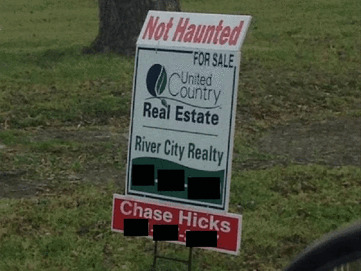 Not Haunted
FOR SALE
United
Country
Real Estate
River City Realty
Chase Hicks